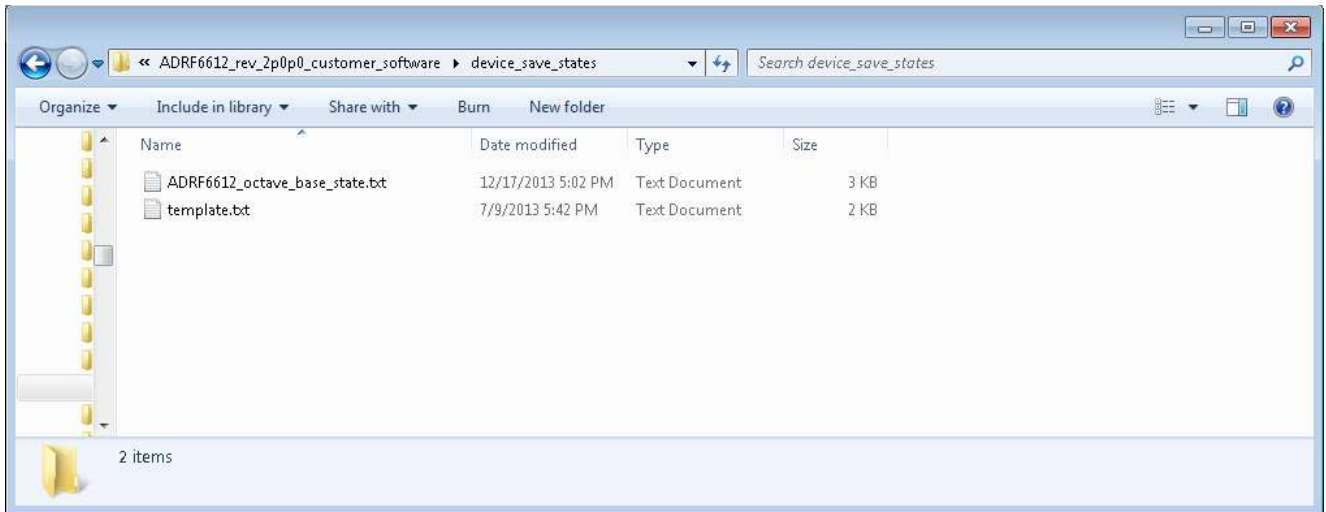 « ADRF6612_rev_2p0p0_customer_software ▸ device_save_states Search device_save_states
Organize Include in library Share with Burn New folder
Name Date modified Type Size
ADRF6612_octave_base_state.txt 12/17/2013 5:02 PM Text Document 3 KB
template.txt 7/9/2013 5:42 PM Text Document 2 KB
2 items